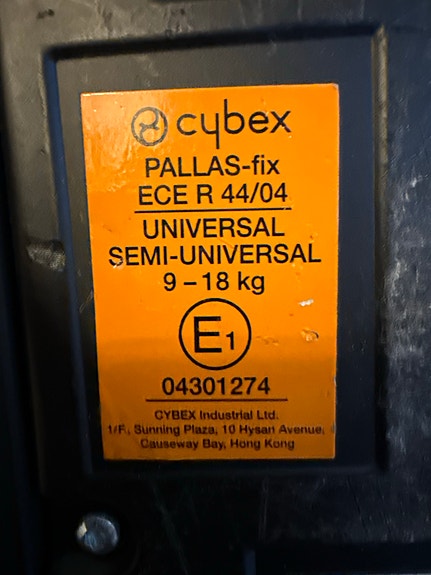 cybex
PALLAS-fix
ECE R 44/04
UNIVERSAL
SEMI-UNIVERSAL
9 – 18 kg
E1
04301274
CYBEX Industrial Ltd.
1/F., Sunning Plaza, 10 Hysan Avenue,
Causeway Bay, Hong Kong